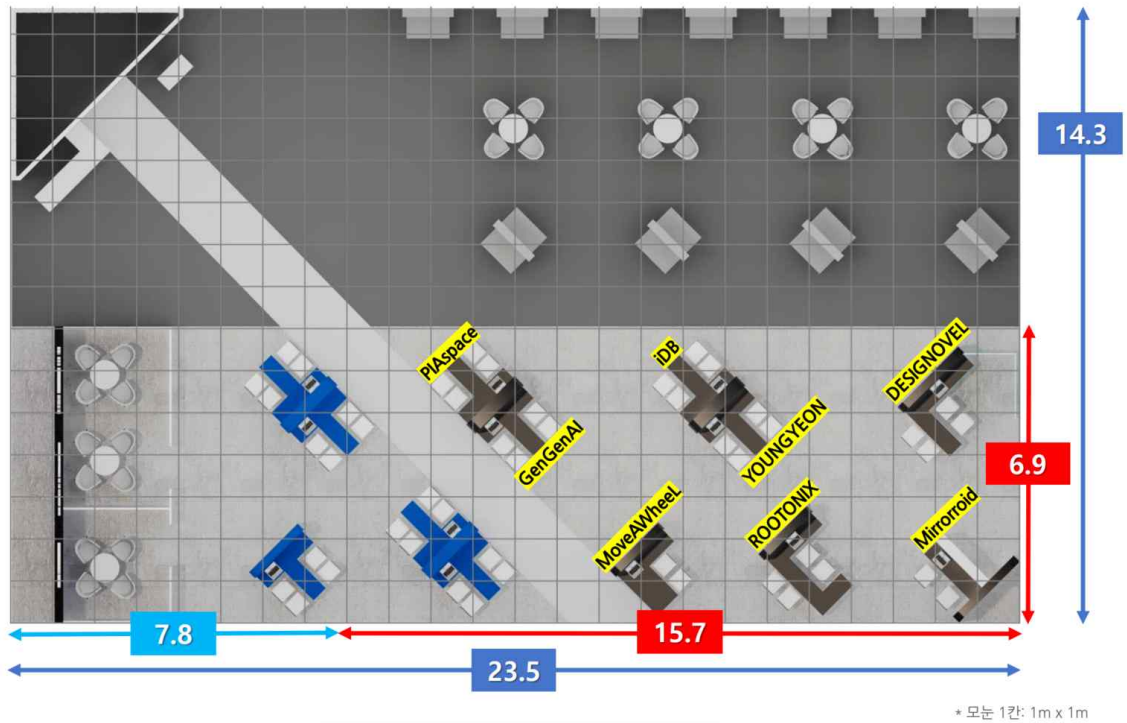 14.3
PIAspace
iDB
DESIGNOVEL
GenGenAI
YOUNGYEON
6.9
MoveAWheeL
ROOTONIX
Mirrorroid
7.8
15.7
23.5
* 모눈 1칸: 1m x 1m